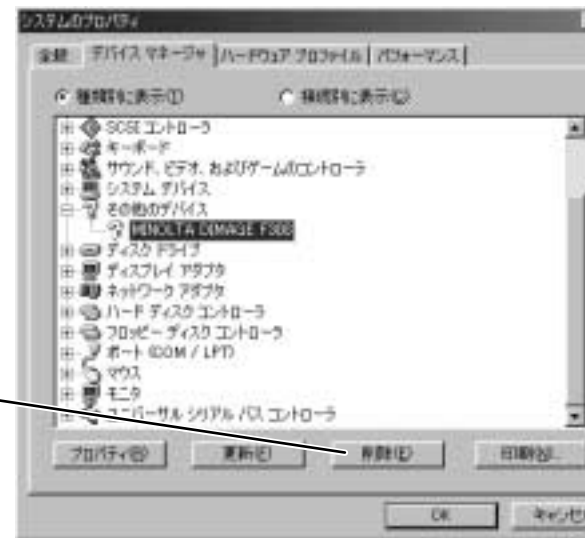 システムのプロパティ
全般 デバイス マネージャ ハードウェア プロファイル パフォーマンス
種類別に表示(T) 接続別に表示(C)
SCSI コントローラ
キーボード
サウンド、ビデオ、およびゲームのコントローラ
システム デバイス
その他のデバイス
MINOLTA DIMAGE F300
ディスク ドライブ
ディスプレイ アダプタ
ネットワーク アダプタ
ハード ディスク コントローラ
フロッピー ディスク コントローラ
ポート (COM / LPT)
マウス
モニタ
ユニバーサル シリアル バス コントローラ
プロパティ(R) 更新(F) 削除(E) 印刷(N)...
OK キャンセ